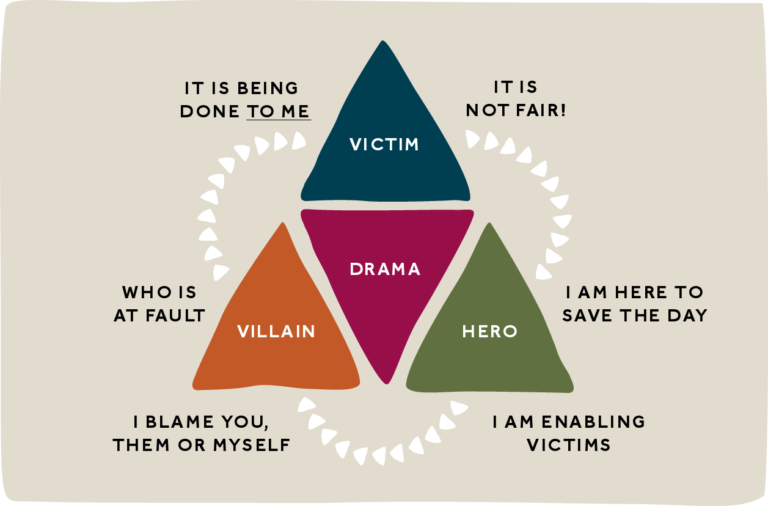 IT IS BEING
DONE TO ME
IT IS
NOT FAIR!
VICTIM
DRAMA
WHO IS
AT FAULT
I AM HERE TO
SAVE THE DAY
VILLAIN
HERO
I BLAME YOU,
THEM OR MYSELF
I AM ENABLING
VICTIMS